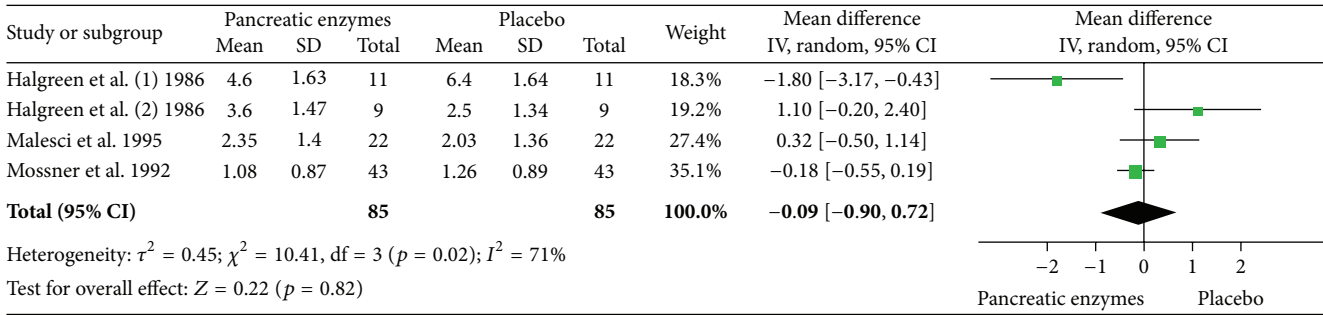 Study or subgroup Pancreatic enzymes Placebo Weight Mean difference Mean difference
Mean SD Total Mean SD Total IV, random, 95% CI IV, random, 95% CI
Halgreen et al. (1) 1986 4.6 1.63 11 6.4 1.64 11 18.3% −1.80 [−3.17, −0.43]
Halgreen et al. (2) 1986 3.6 1.47 9 2.5 1.34 9 19.2% 1.10 [−0.20, 2.40]
Malesci et al. 1995 2.35 1.4 22 2.03 1.36 22 27.4% 0.32 [−0.50, 1.14]
Mossner et al. 1992 1.08 0.87 43 1.26 0.89 43 35.1% −0.18 [−0.55, 0.19]
Total (95% CI) 85 85 100.0% −0.09 [−0.90, 0.72]
Heterogeneity: τ² = 0.45; χ² = 10.41, df = 3 (p = 0.02); I² = 71%
Test for overall effect: Z = 0.22 (p = 0.82)
−2 −1 0 1 2
Pancreatic enzymes Placebo